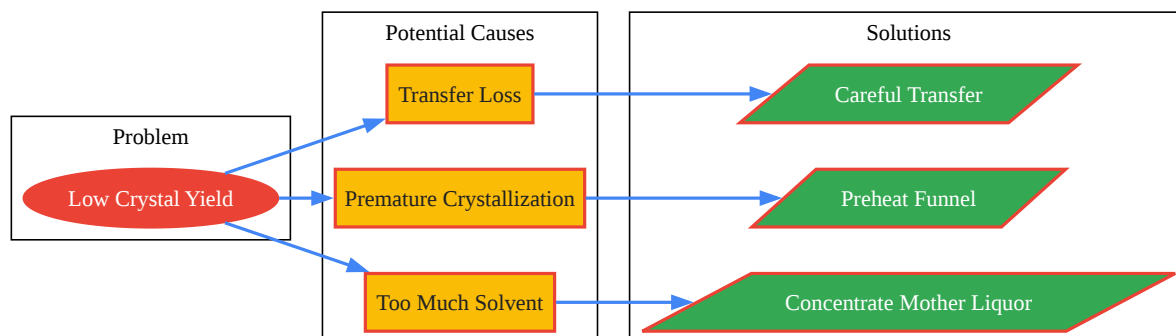 Potential Causes
Solutions
Transfer Loss
Careful Transfer
Problem
Low Crystal Yield
Premature Crystallization
Preheat Funnel
Too Much Solvent
Concentrate Mother Liquor